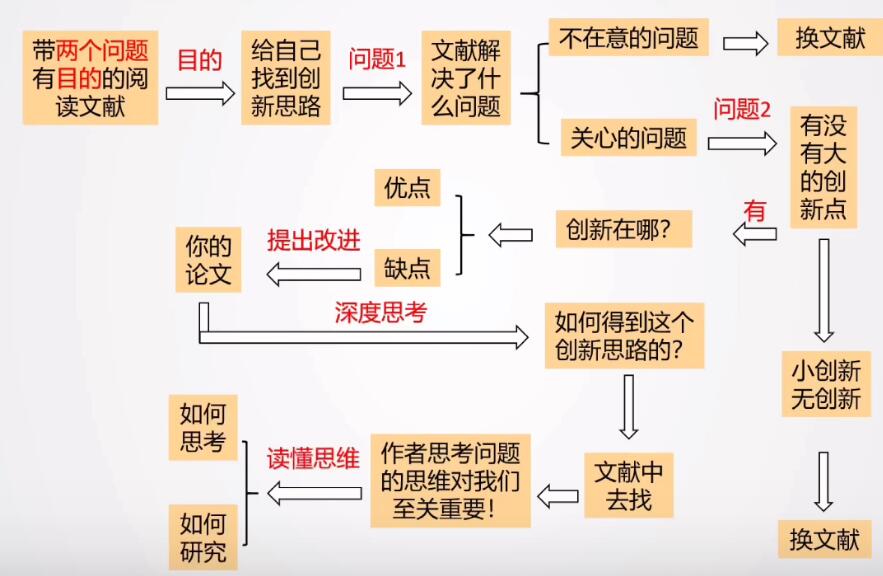 带两个问题
有目的的阅
读文献
目的
给自己
找到创
新思路
问题1
文献解
决了什
么问题
不在意的问题
换文献
关心的问题
问题2
有没
有大
的创
新点
有
创新在哪？
优点
缺点
提出改进
你的
论文
深度思考
如何得到这个
创新思路的？
小创新
无创新
换文献
文献中
去找
作者思考问题
的思维对我们
至关重要！
读懂思维
如何
思考
如何
研究